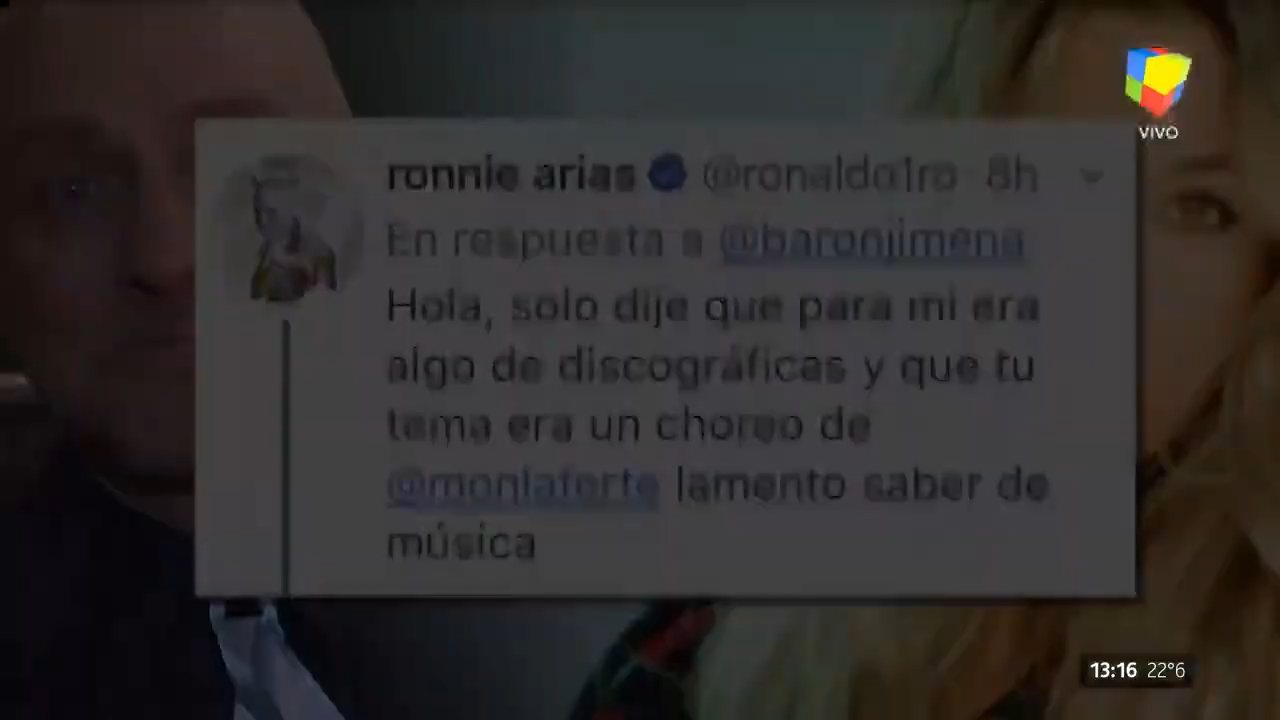 VIVO
ronnie arias @ronaldo1ro · 8h
En respuesta a @baronjimena
Hola, solo dije que para mi era
algo de discográficas y que tu
tema era un choreo de
@monlaferte lamento saber de
música
13:16 22°6